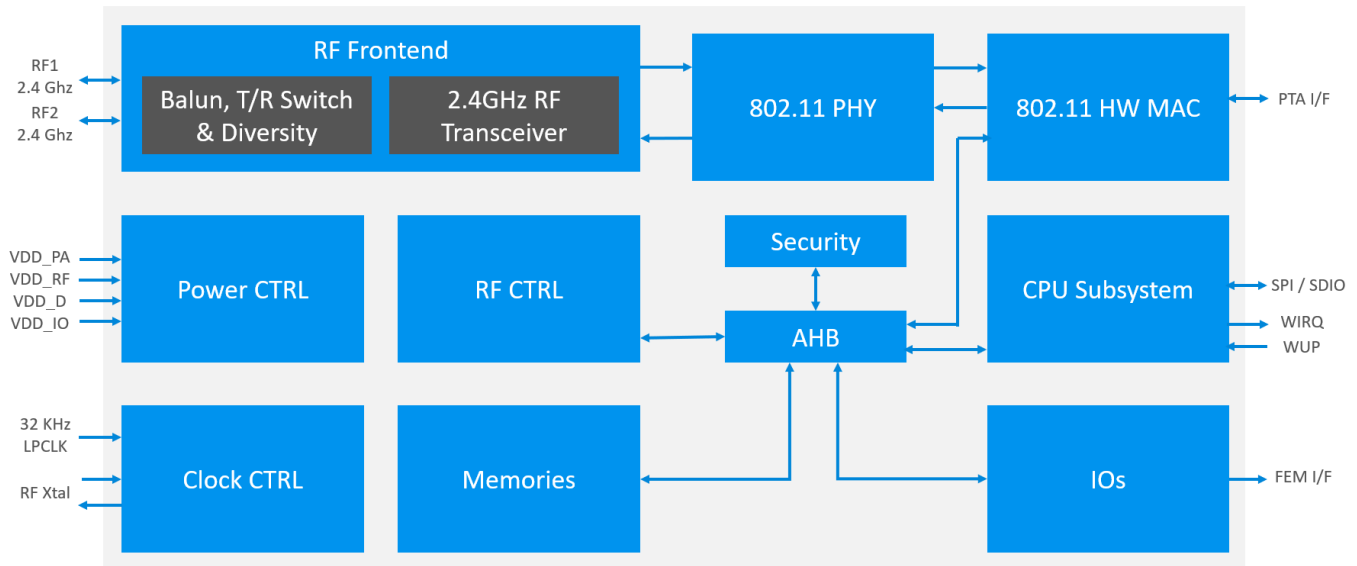 RF Frontend
RF1
2.4 Ghz
RF2
2.4 Ghz
Balun, T/R Switch
& Diversity
2.4GHz RF
Transceiver
802.11 PHY
802.11 HW MAC
PTA I/F
VDD_PA
VDD_RF
VDD_D
VDD_IO
Power CTRL
RF CTRL
Security
AHB
CPU Subsystem
SPI / SDIO
WIRQ
WUP
32 KHz
LPCLK
RF Xtal
Clock CTRL
Memories
IOs
FEM I/F